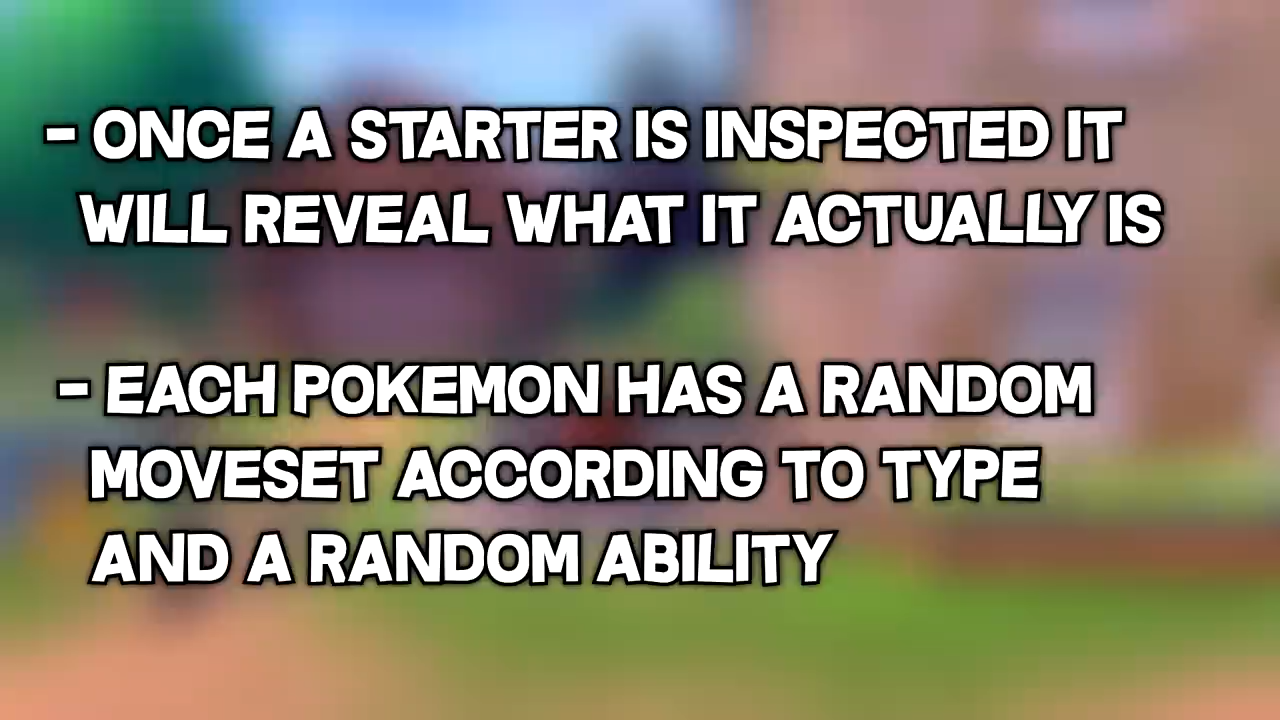 - ONCE A STARTER IS INSPECTED IT
WILL REVEAL WHAT IT ACTUALLY IS
- EACH POKEMON HAS A RANDOM
MOVESET ACCORDING TO TYPE
AND A RANDOM ABILITY